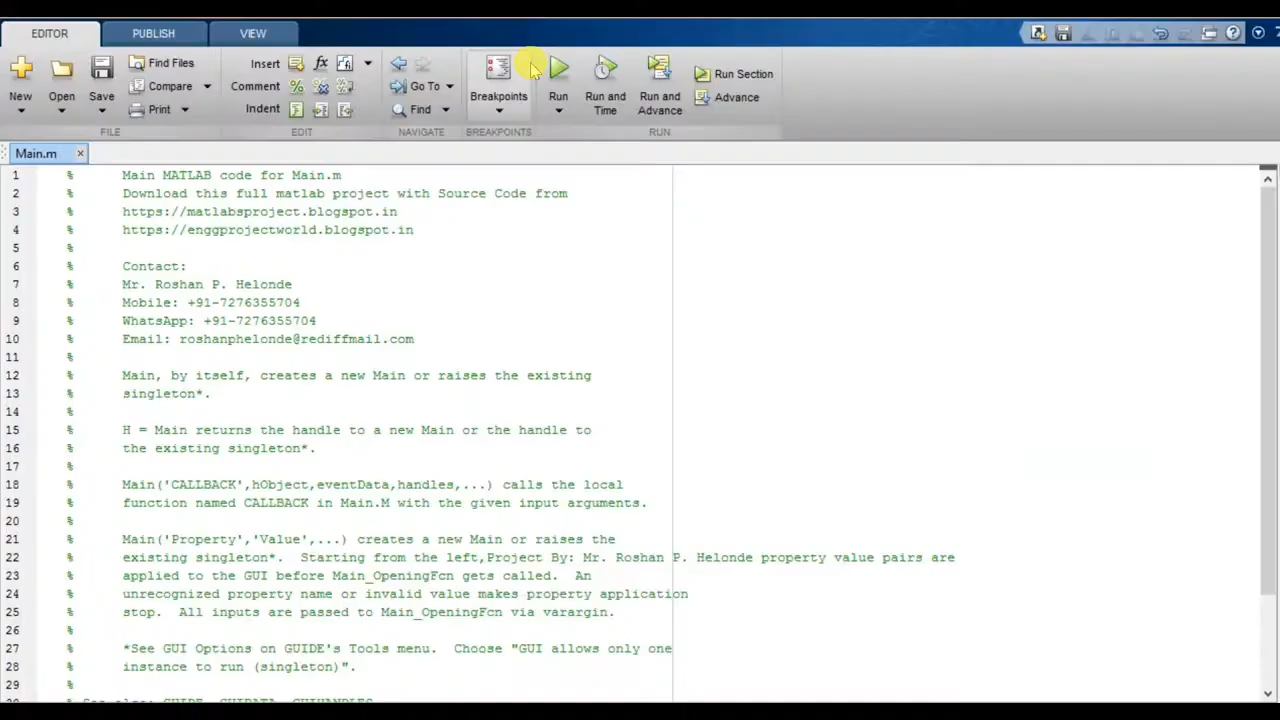 EDITOR PUBLISH VIEW
New Open Save Find Files Compare Print
FILE
Insert Comment Indent
EDIT
Go To Find
NAVIGATE
Breakpoints
BREAKPOINTS
Run Run and Time Run and Advance Run Section Advance
RUN
Main.m
1 % Main MATLAB code for Main.m
2 % Download this full matlab project with Source Code from
3 % https://matlabsproject.blogspot.in
4 % https://enggprojectworld.blogspot.in
5 %
6 % Contact:
7 % Mr. Roshan P. Helonde
8 % Mobile: +91-7276355704
9 % WhatsApp: +91-7276355704
10 % Email: roshanphelonde@rediffmail.com
11 %
12 % Main, by itself, creates a new Main or raises the existing
13 % singleton*.
14 %
15 % H = Main returns the handle to a new Main or the handle to
16 % the existing singleton*.
17 %
18 % Main('CALLBACK',hObject,eventData,handles,...) calls the local
19 % function named CALLBACK in Main.M with the given input arguments.
20 %
21 % Main('Property','Value',...) creates a new Main or raises the
22 % existing singleton*.  Starting from the left,Project By: Mr. Roshan P. Helonde property value pairs are
23 % applied to the GUI before Main_OpeningFcn gets called.  An
24 % unrecognized property name or invalid value makes property application
25 % stop.  All inputs are passed to Main_OpeningFcn via varargin.
26 %
27 % *See GUI Options on GUIDE's Tools menu.  Choose "GUI allows only one
28 % instance to run (singleton)".
29 %
30 % See also: GUIDE, GUIDATA, GUIHANDLES